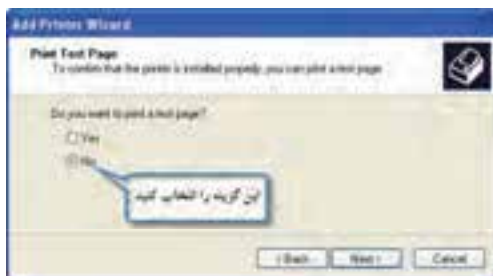 Add Printer Wizard
Print Test Page
To confirm that the printer is installed properly, you can print a test page.
Do you want to print a test page?
Yes
No
این گزینه را انتخاب کنید
< Back
Next >
Cancel